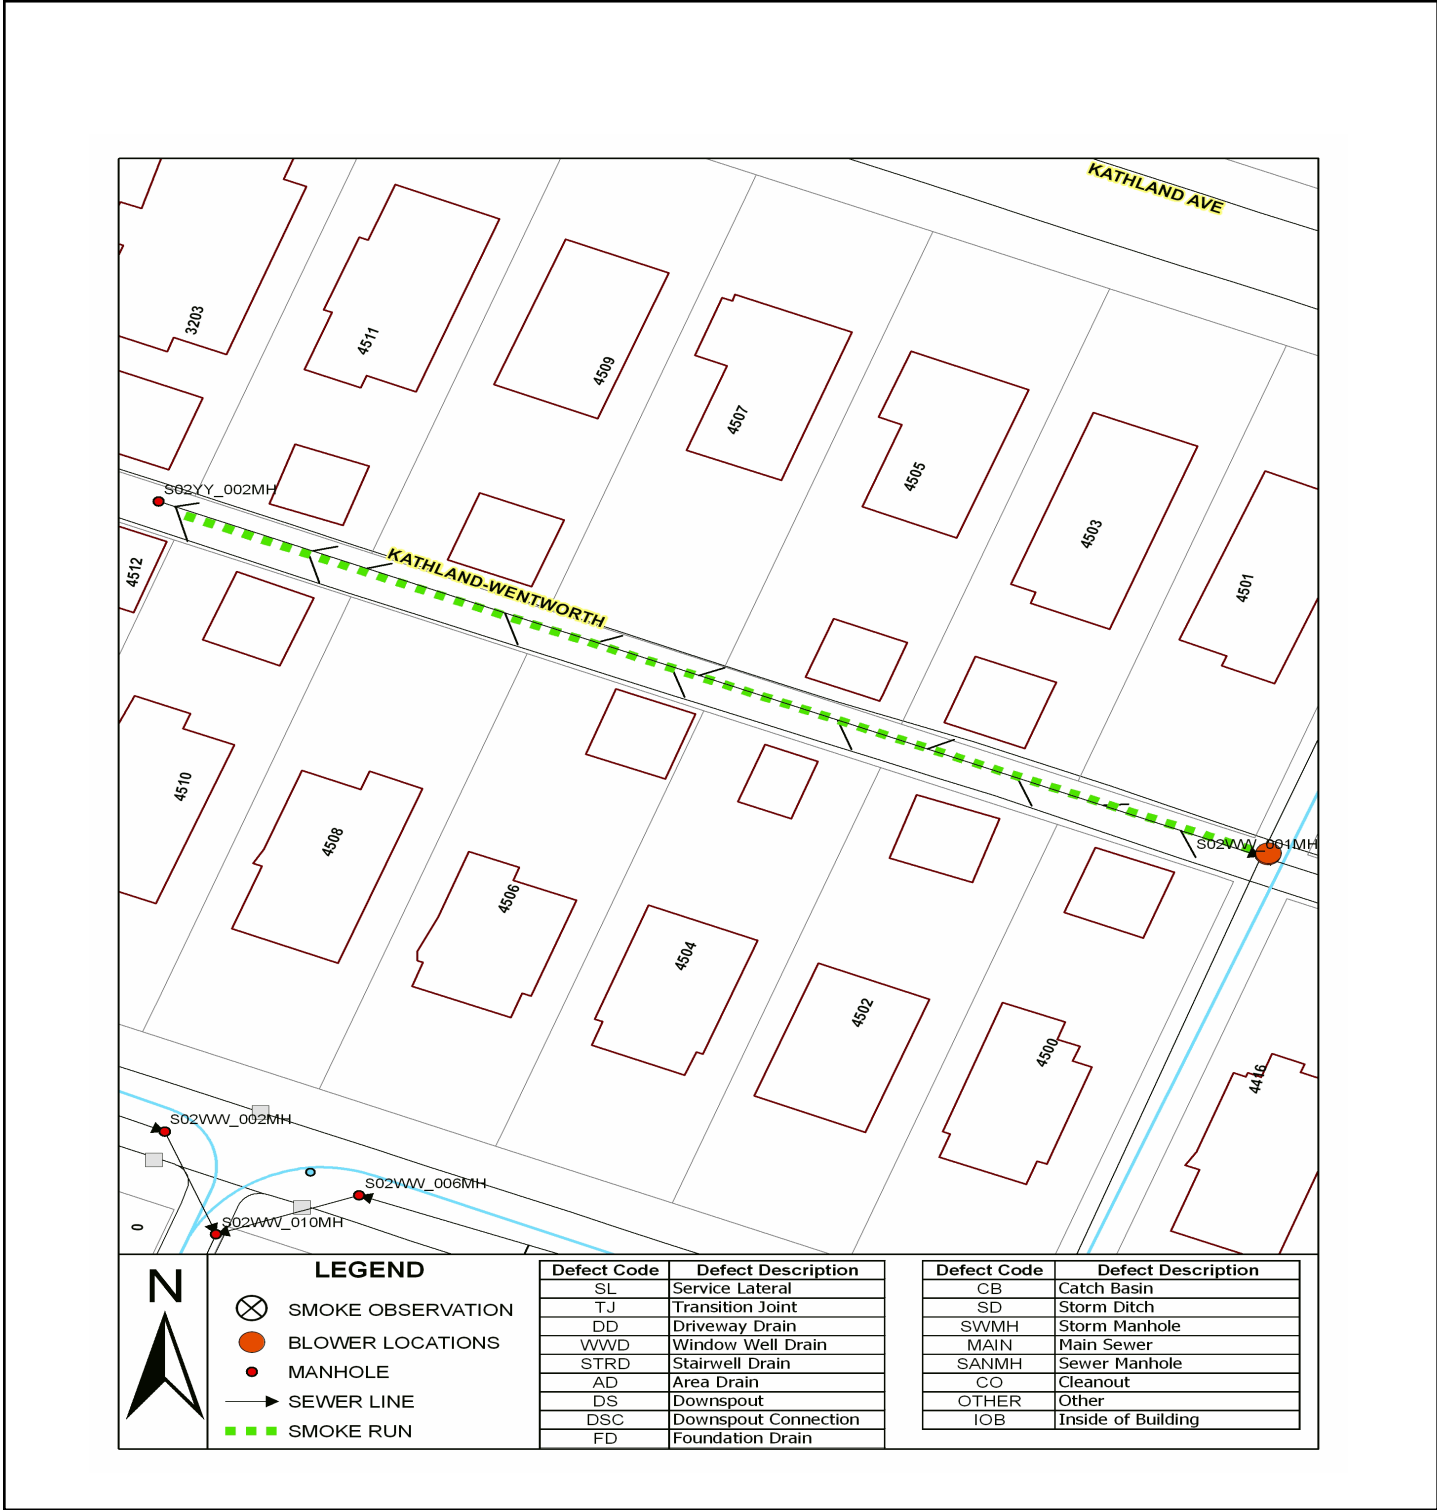 KATHLAND AVE
3203
4511
4509
4507
4505
4503
4501
S02YY_002MH
KATHLAND-WENTWORTH
4512
4510
4508
4506
4504
4502
4500
4416
S02WW_001MH
S02WW_002MH
S02WW_006MH
S02WW_010MH
0
N
LEGEND
SMOKE OBSERVATION
BLOWER LOCATIONS
MANHOLE
SEWER LINE
SMOKE RUN
Defect Code Defect Description
SL Service Lateral
TJ Transition Joint
DD Driveway Drain
WWD Window Well Drain
STRD Stairwell Drain
AD Area Drain
DS Downspout
DSC Downspout Connection
FD Foundation Drain
Defect Code Defect Description
CB Catch Basin
SD Storm Ditch
SWMH Storm Manhole
MAIN Main Sewer
SANMH Sewer Manhole
CO Cleanout
OTHER Other
IOB Inside of Building